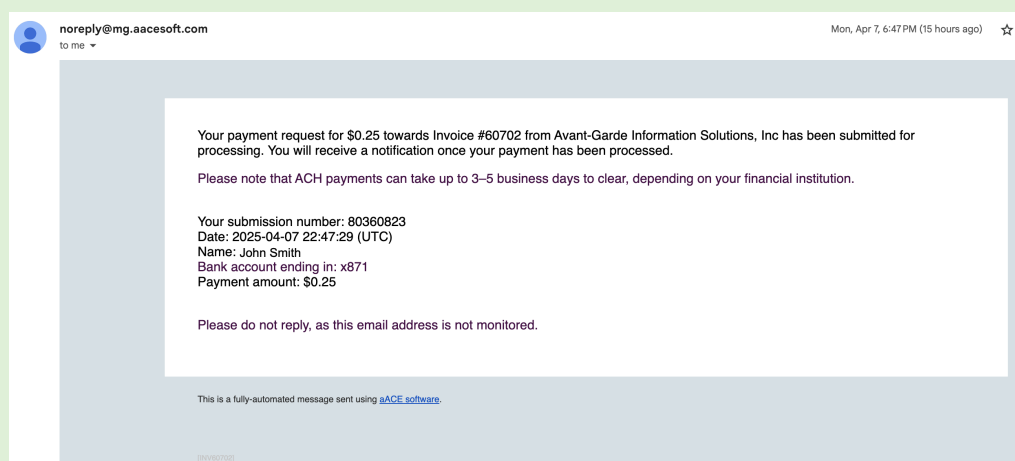 noreply@mg.aacesoft.com
Mon, Apr 7, 6:47 PM (15 hours ago)
to me
Your payment request for $0.25 towards Invoice #60702 from Avant-Garde Information Solutions, Inc has been submitted for
processing. You will receive a notification once your payment has been processed.
Please note that ACH payments can take up to 3–5 business days to clear, depending on your financial institution.
Your submission number: 80360823
Date: 2025-04-07 22:47:29 (UTC)
Name: John Smith
Bank account ending in: x871
Payment amount: $0.25
Please do not reply, as this email address is not monitored.
This is a fully-automated message sent using aACE software.
[INV60702]